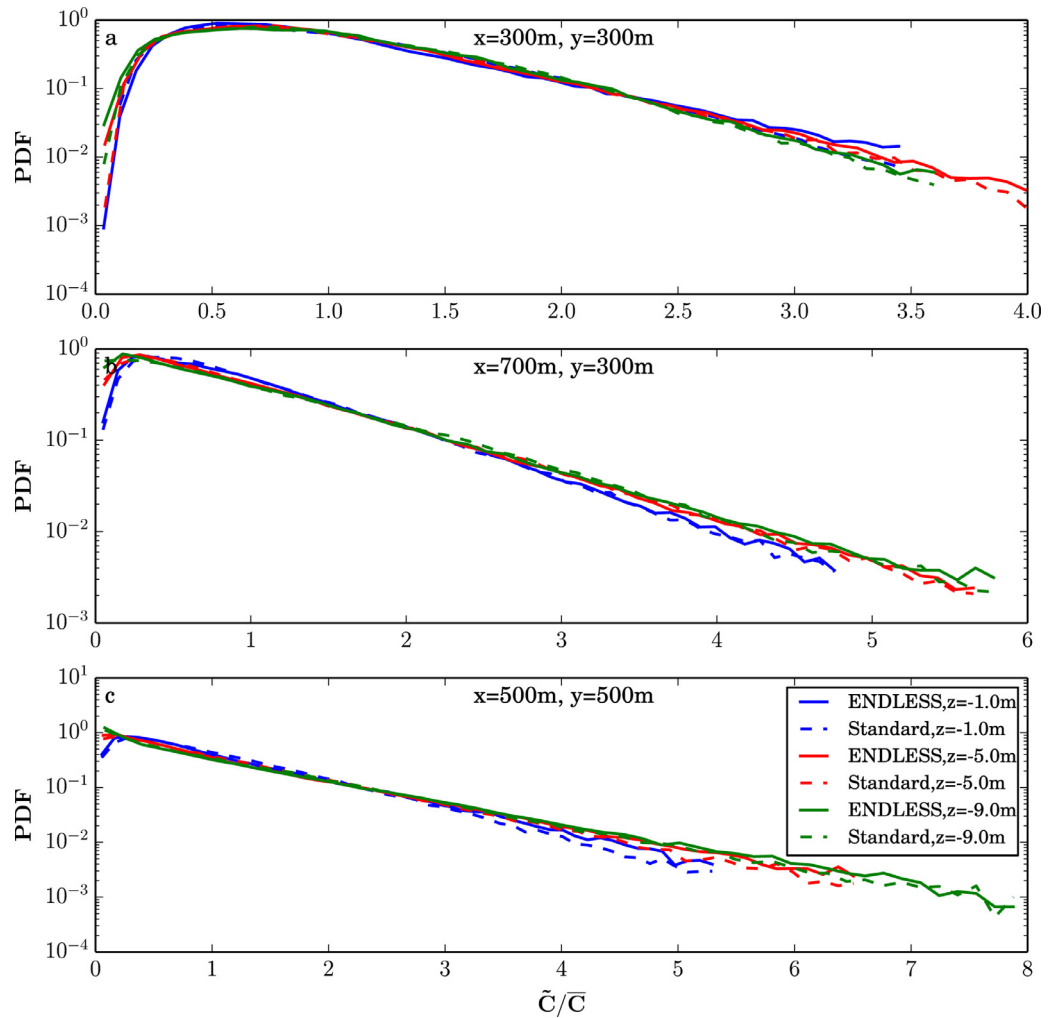 10^0
a
x=300m, y=300m
10^-1
PDF
10^-2
10^-3
10^-4
0.0 0.5 1.0 1.5 2.0 2.5 3.0 3.5 4.0
10^0
b
x=700m, y=300m
10^-1
PDF
10^-2
10^-3
0 1 2 3 4 5 6
10^1
c
x=500m, y=500m
10^0
10^-1
PDF
10^-2
10^-3
10^-4
ENDLESS,z=-1.0m
Standard,z=-1.0m
ENDLESS,z=-5.0m
Standard,z=-5.0m
ENDLESS,z=-9.0m
Standard,z=-9.0m
0 1 2 3 4 5 6 7 8
C̃/C̅